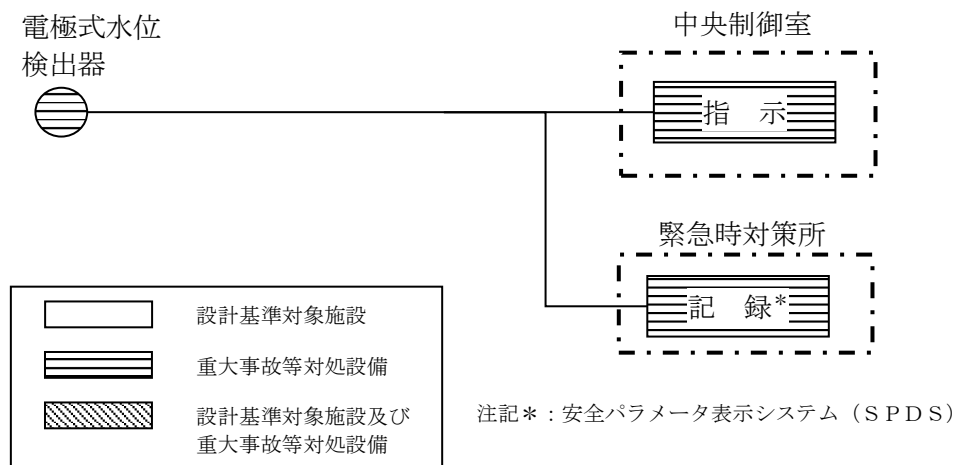 電極式水位
検出器
中央制御室
指　示
緊急時対策所
記　録*
設計基準対象施設
重大事故等対処設備
設計基準対象施設及び
重大事故等対処設備
注記＊：安全パラメータ表示システム（ＳＰＤＳ）